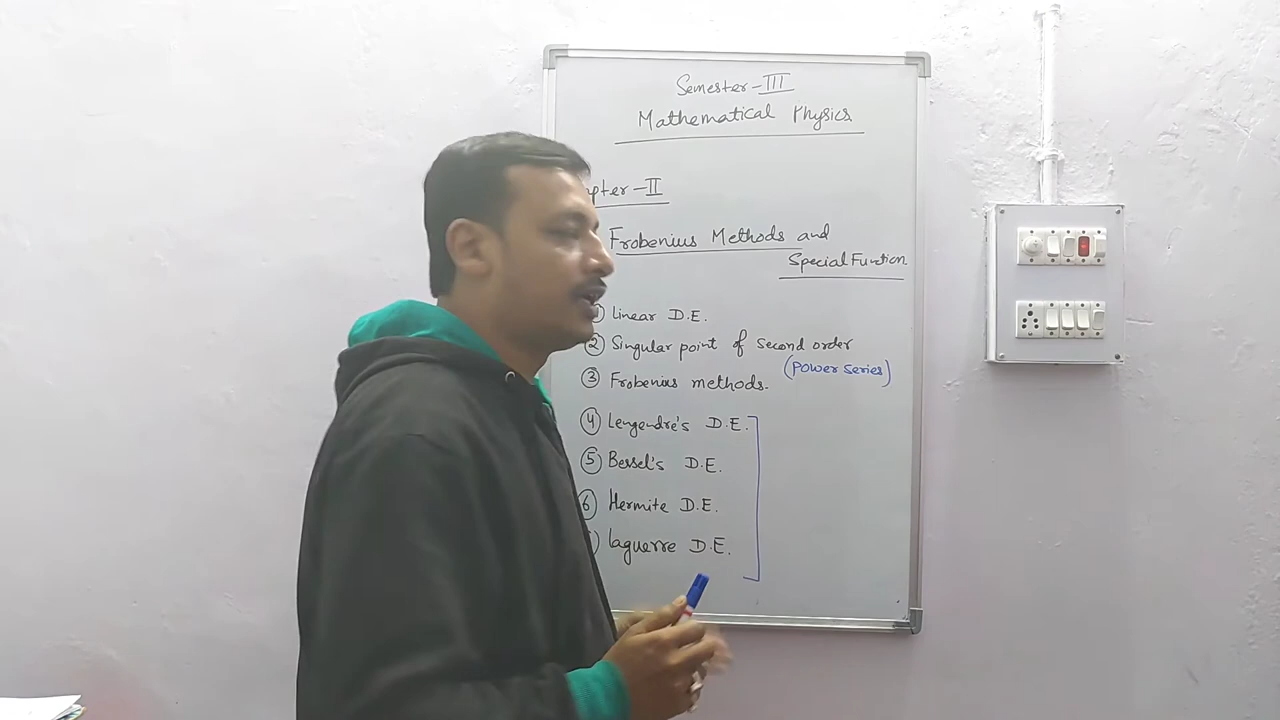 Semester-III
Mathematical Physics
pter-II
Frobenius Methods and
Special Function.
① Linear D.E.
② Singular point of second order
(Power series)
③ Frobenius methods.
④ Lengendre's D.E.
⑤ Bessel's D.E.
⑥ Hermite D.E.
Laguerre D.E.